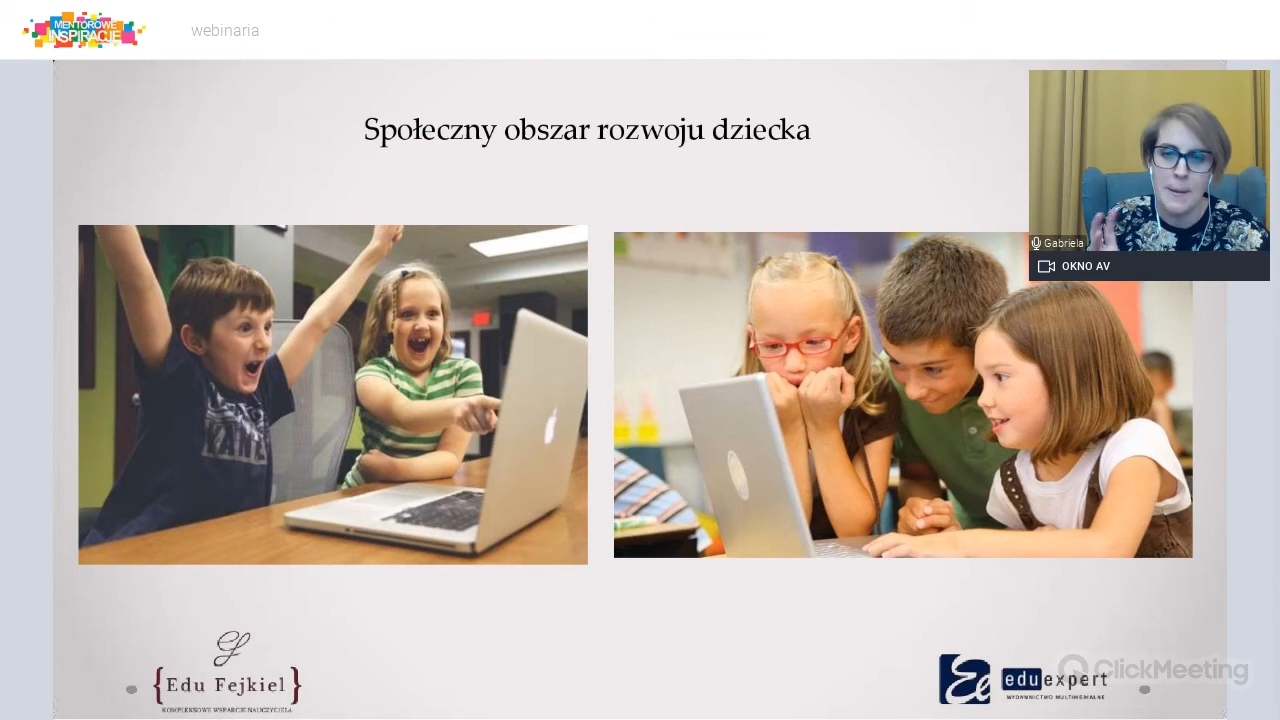 MENTOROWE
INSPIRACJE
webinaria
Społeczny obszar rozwoju dziecka
Gabriela
OKNO AV
{Edu Fejkiel}
KOMPLEKSOWE WSPARCIE NAUCZYCIELA
eduexpert
WYDAWNICTWO MULTIMEDIALNE
ClickMeeting